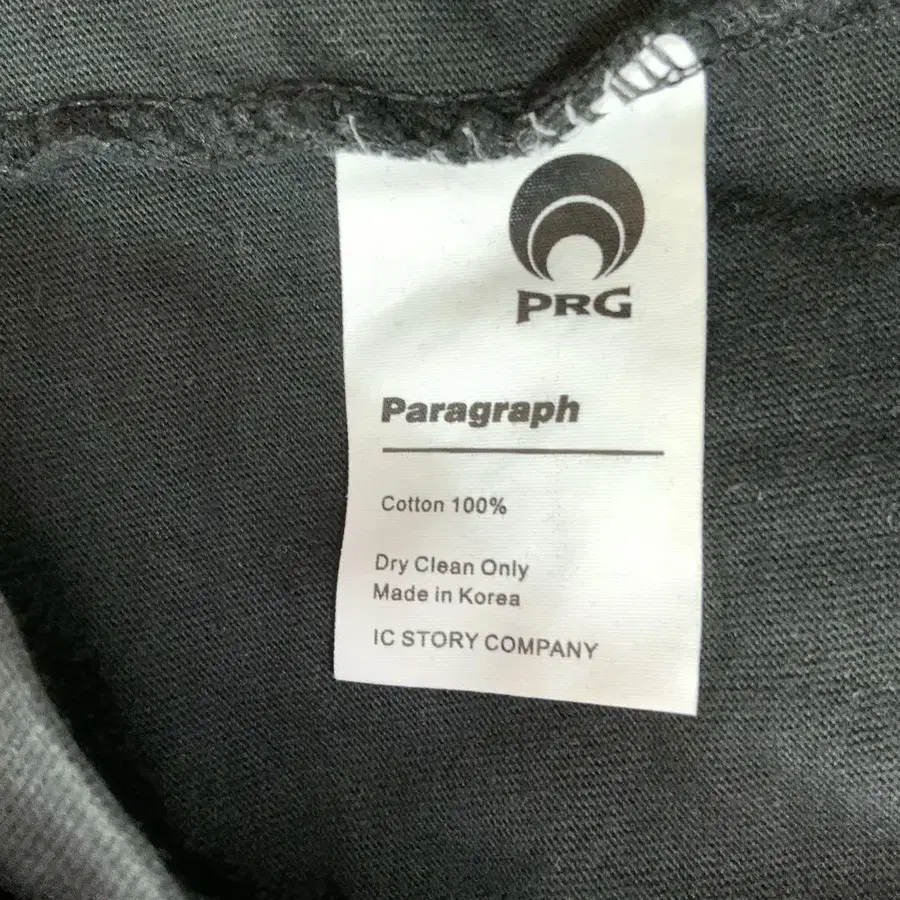 PRG
Paragraph
Cotton 100%
Dry Clean Only
Made in Korea
IC STORY COMPANY